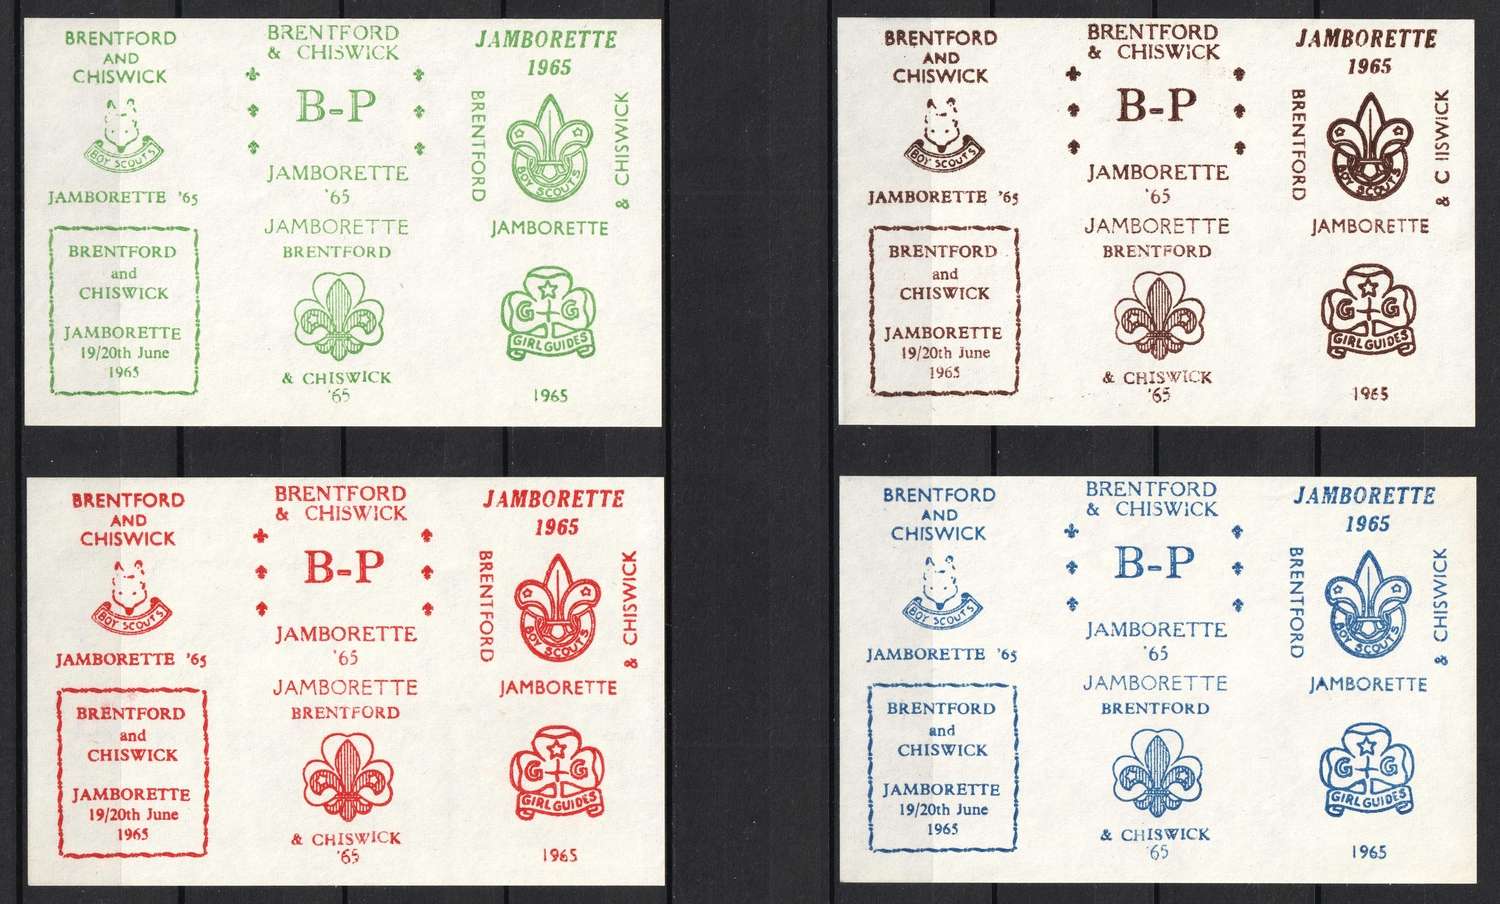 BRENTFORD
AND
CHISWICK
BOY SCOUTS
JAMBORETTE '65
BRENTFORD
& CHISWICK
B-P
JAMBORETTE
'65
JAMBORETTE
1965
BRENTFORD
BOY SCOUTS
& CHISWICK
BRENTFORD
and
CHISWICK
JAMBORETTE
19/20th June
1965
JAMBORETTE
BRENTFORD
& CHISWICK
'65
JAMBORETTE
G G
GIRL GUIDES
1965
BRENTFORD
AND
CHISWICK
BOY SCOUTS
JAMBORETTE '65
BRENTFORD
& CHISWICK
B-P
JAMBORETTE
'65
JAMBORETTE
1965
BRENTFORD
BOY SCOUTS
& C IISWICK
BRENTFORD
and
CHISWICK
JAMBORETTE
19/20th June
1965
JAMBORETTE
BRENTFORD
& CHISWICK
'65
JAMBORETTE
G G
GIRL GUIDES
1965
BRENTFORD
AND
CHISWICK
BOY SCOUTS
JAMBORETTE '65
BRENTFORD
& CHISWICK
B-P
JAMBORETTE
'65
JAMBORETTE
1965
BRENTFORD
BOY SCOUTS
& CHISWICK
BRENTFORD
and
CHISWICK
JAMBORETTE
19/20th June
1965
JAMBORETTE
BRENTFORD
& CHISWICK
'65
JAMBORETTE
G G
GIRL GUIDES
1965
BRENTFORD
AND
CHISWICK
BOY SCOUTS
JAMBORETTE '65
BRENTFORD
& CHISWICK
B-P
JAMBORETTE
'65
JAMBORETTE
1965
BRENTFORD
BOY SCOUTS
& CHISWICK
BRENTFORD
and
CHISWICK
JAMBORETTE
19/20th June
1965
JAMBORETTE
BRENTFORD
& CHISWICK
'65
JAMBORETTE
G G
GIRL GUIDES
1965